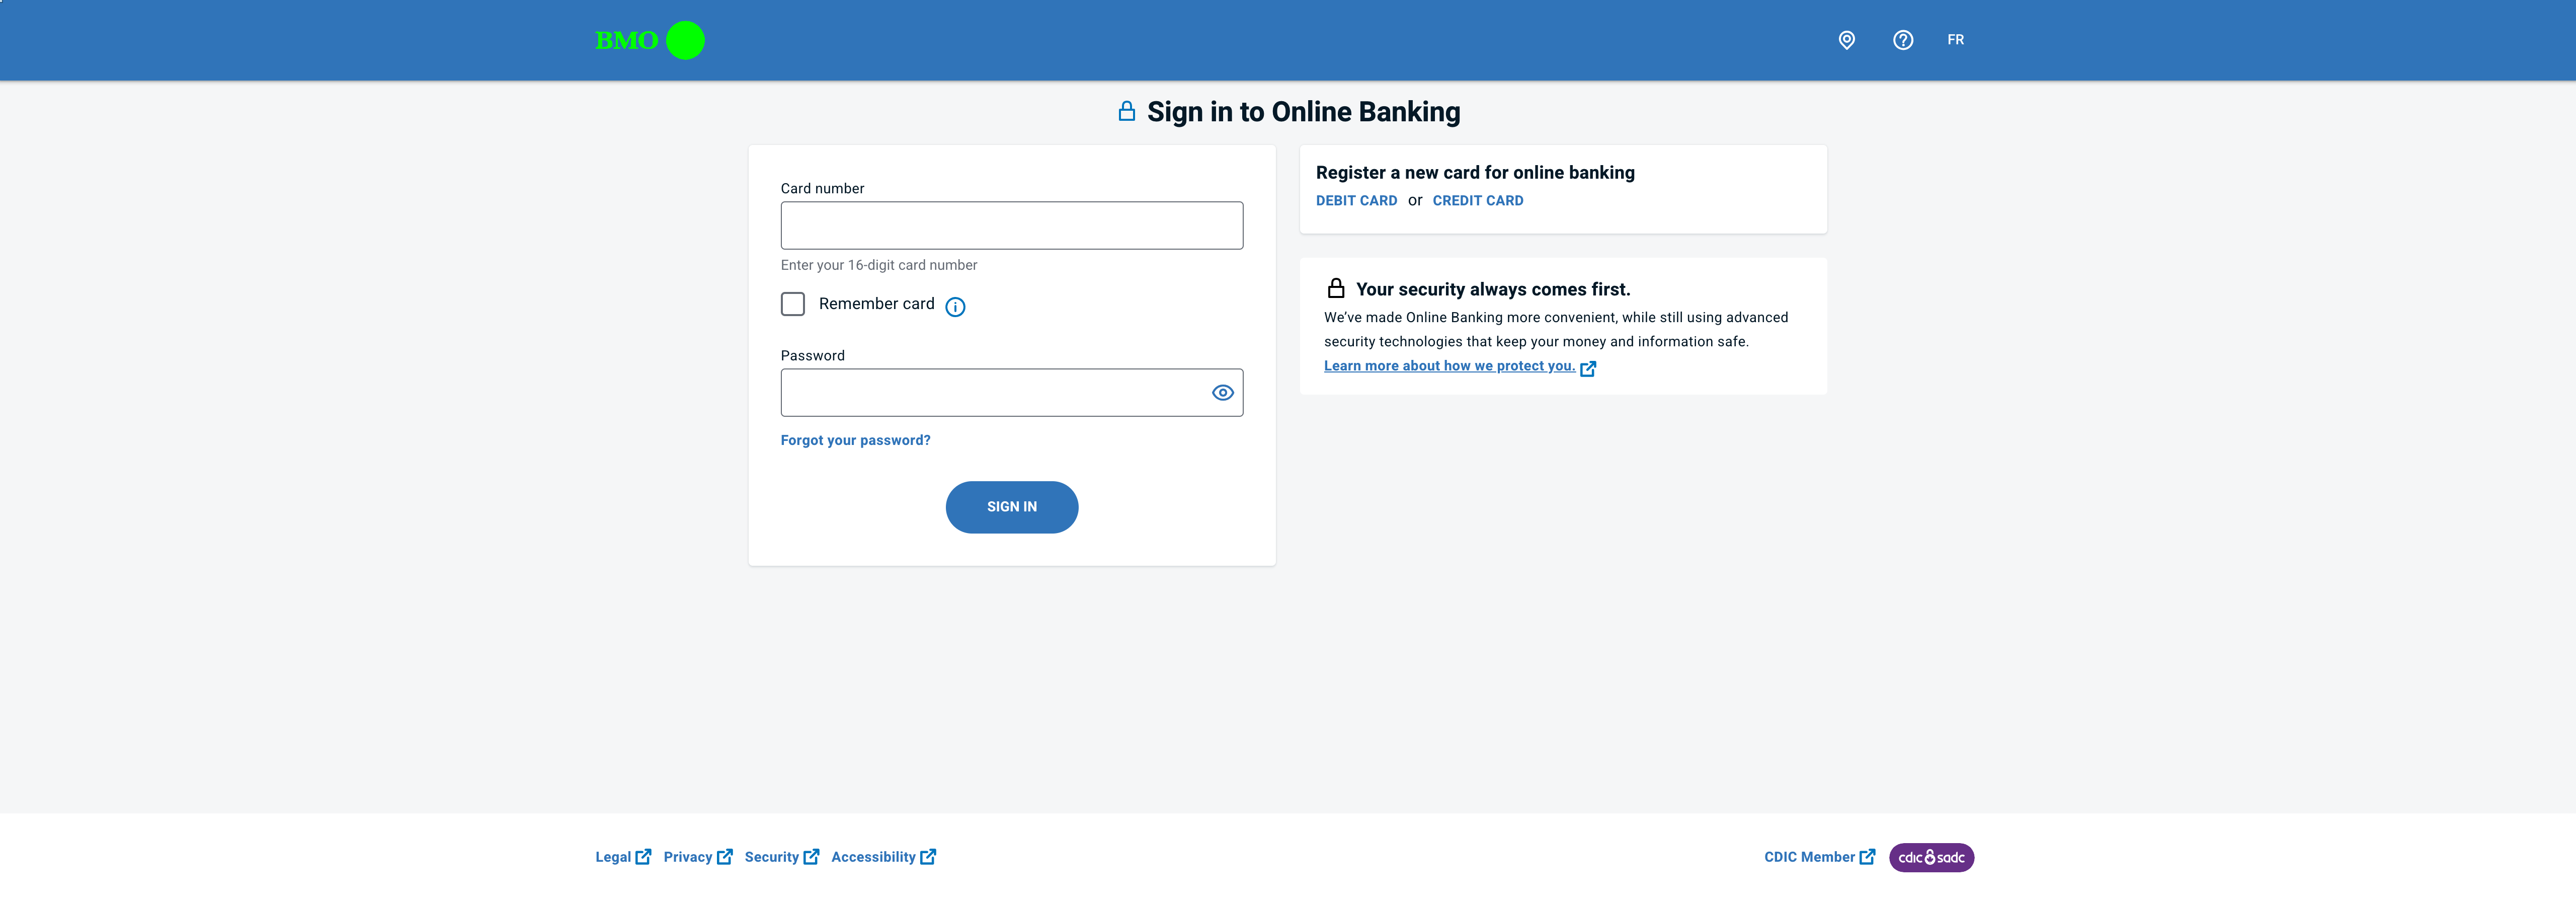 BMO
FR
Sign in to Online Banking
Card number
Enter your 16-digit card number
Remember card
Password
Forgot your password?
SIGN IN
Register a new card for online banking
DEBIT CARD or CREDIT CARD
Your security always comes first.
We've made Online Banking more convenient, while still using advanced
security technologies that keep your money and information safe.
Learn more about how we protect you.
Legal Privacy Security Accessibility
CDIC Member cdic sadc